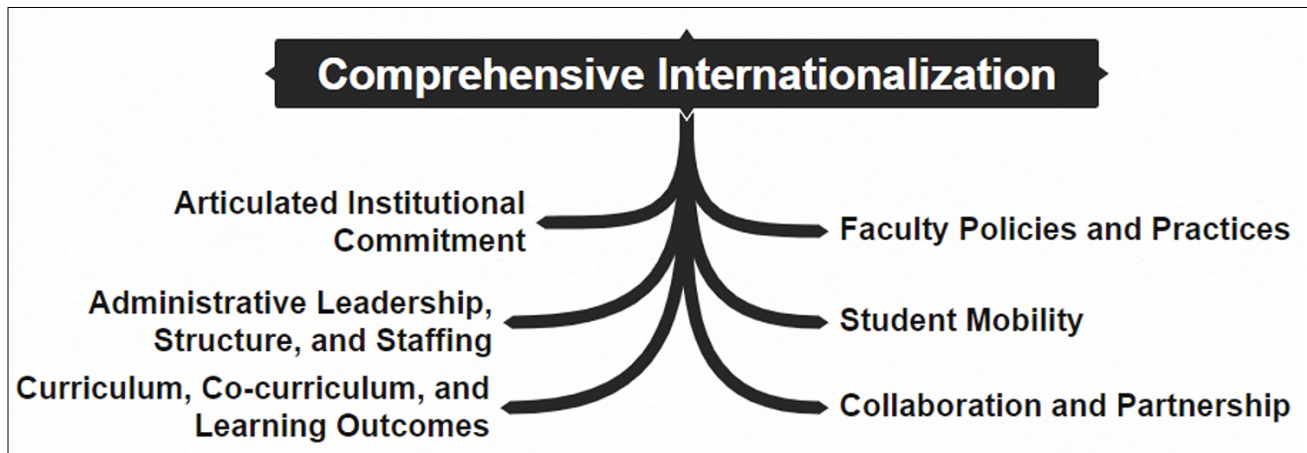 Comprehensive Internationalization
Articulated Institutional
Commitment
Administrative Leadership,
Structure, and Staffing
Curriculum, Co-curriculum, and
Learning Outcomes
Faculty Policies and Practices
Student Mobility
Collaboration and Partnership